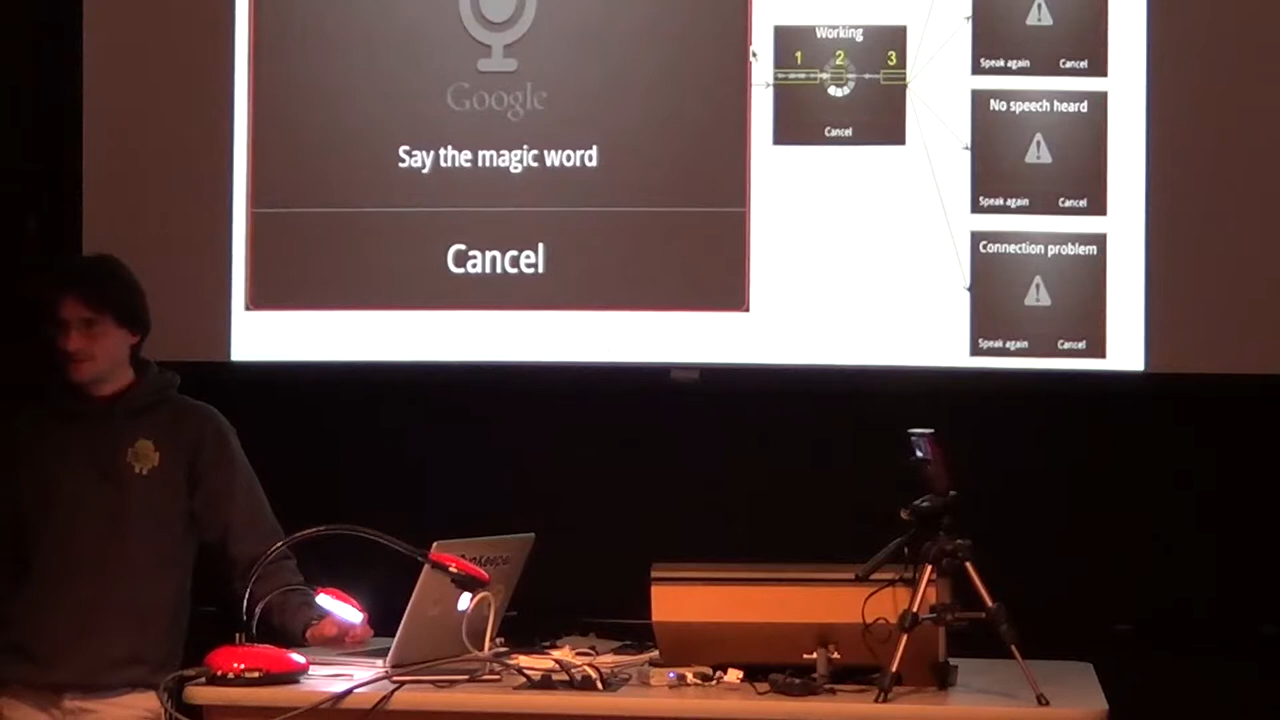 Google
Say the magic word
Cancel
Working
1 2 3
Cancel
Speak again Cancel
No speech heard
Speak again Cancel
Connection problem
Speak again Cancel